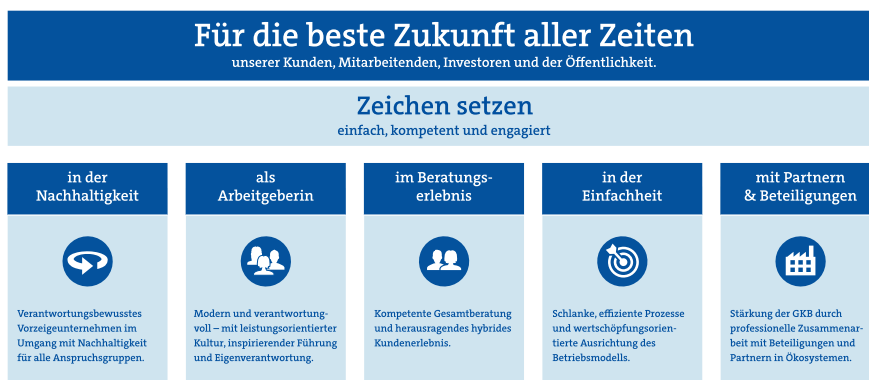 Für die beste Zukunft aller Zeiten
unserer Kunden, Mitarbeitenden, Investoren und der Öffentlichkeit.
Zeichen setzen
einfach, kompetent und engagiert
in der
Nachhaltigkeit
Verantwortungsbewusstes
Vorzeigeunternehmen im
Umgang mit Nachhaltigkeit
für alle Anspruchsgruppen.
als
Arbeitgeberin
Modern und verantwortung-
voll – mit leistungsorientierter
Kultur, inspirierender Führung
und Eigenverantwortung.
im Beratungs-
erlebnis
Kompetente Gesamtberatung
und herausragendes hybrides
Kundenerlebnis.
in der
Einfachheit
Schlanke, effiziente Prozesse
und wertschöpfungsorien-
tierte Ausrichtung des
Betriebsmodells.
mit Partnern
& Beteiligungen
Stärkung der GKB durch
professionelle Zusammenar-
beit mit Beteiligungen und
Partnern in Ökosystemen.